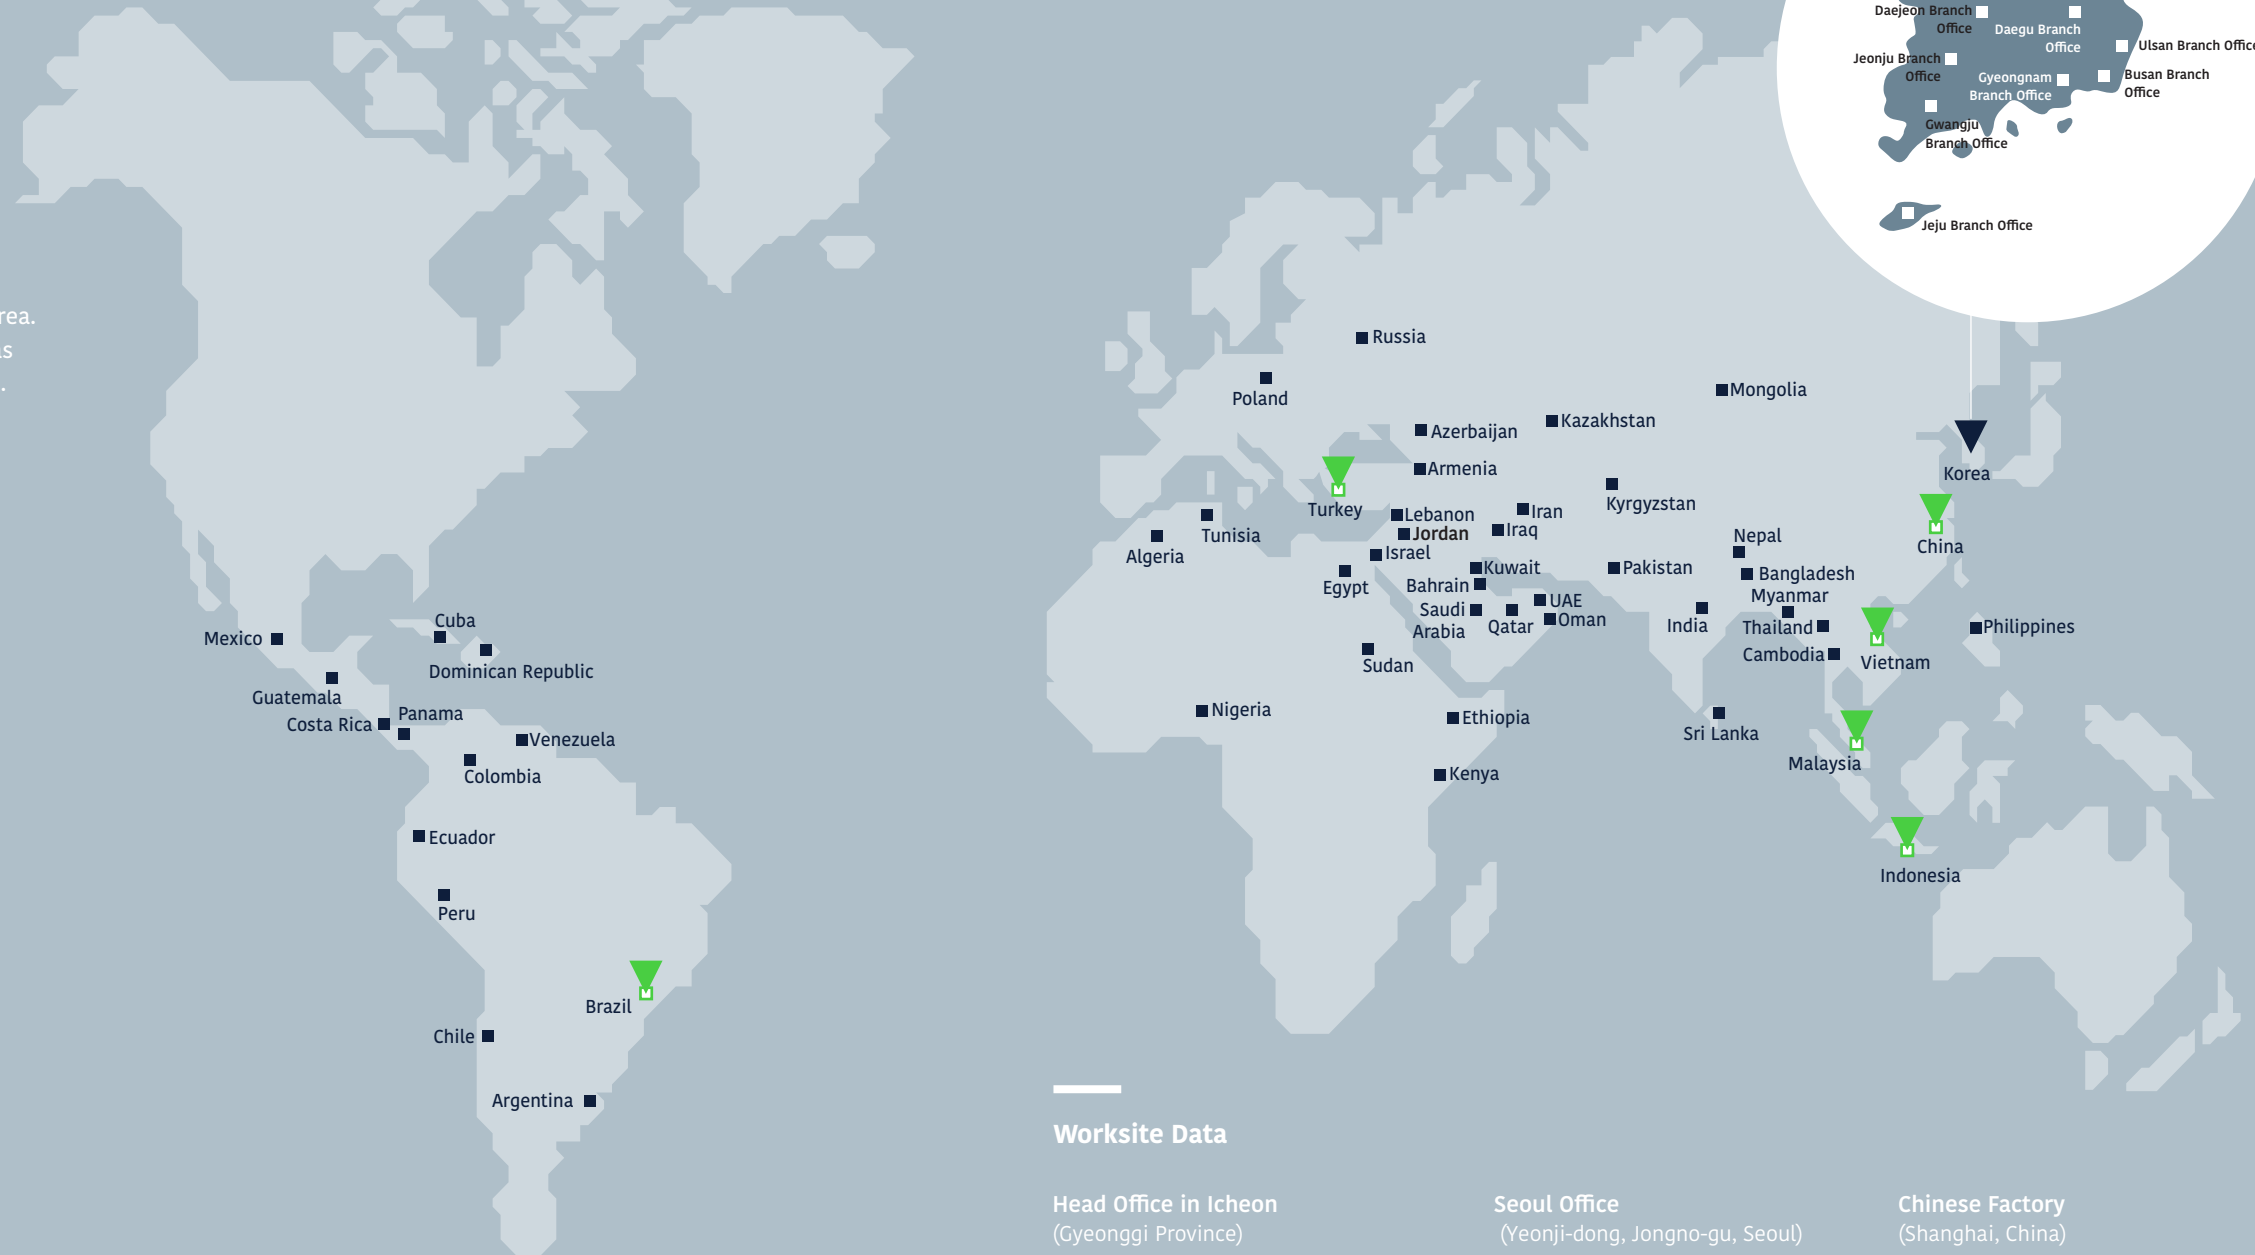 Daejeon Branch
Office
Daegu Branch
Office
Ulsan Branch Office
Jeonju Branch
Office
Gyeongnam
Branch Office
Busan Branch
Office
Gwangju
Branch Office
Jeju Branch Office
rea.
s
.
Russia
Poland
Mongolia
Azerbaijan
Kazakhstan
Armenia
Korea
Kyrgyzstan
Turkey
Lebanon
Iran
Jordan
Iraq
Tunisia
Nepal
China
Algeria
Israel
Egypt
Kuwait
Pakistan
Bangladesh
Bahrain
Myanmar
Saudi
Arabia
Qatar
UAE
Oman
India
Thailand
Philippines
Cuba
Mexico
Dominican Republic
Cambodia
Vietnam
Sudan
Guatemala
Costa Rica
Panama
Nigeria
Ethiopia
Sri Lanka
Venezuela
Colombia
Malaysia
Kenya
Ecuador
Indonesia
Peru
Brazil
Chile
Argentina
Worksite Data
Head Office in Icheon
(Gyeonggi Province)
Seoul Office
(Yeonji-dong, Jongno-gu, Seoul)
Chinese Factory
(Shanghai, China)